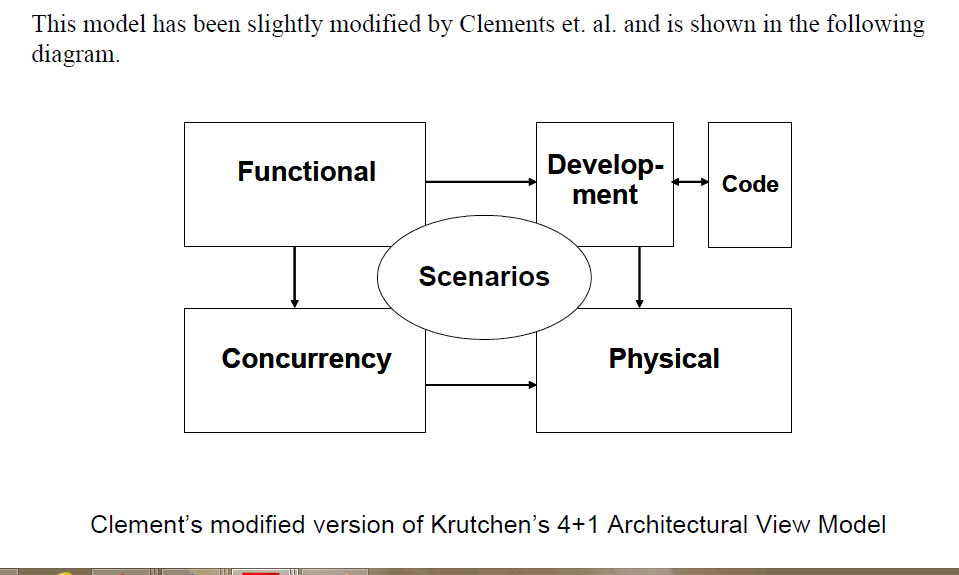 This model has been slightly modified by Clements et. al. and is shown in the following
diagram.
Functional
Develop-
ment
Code
Scenarios
Concurrency
Physical
Clement’s modified version of Krutchen’s 4+1 Architectural View Model